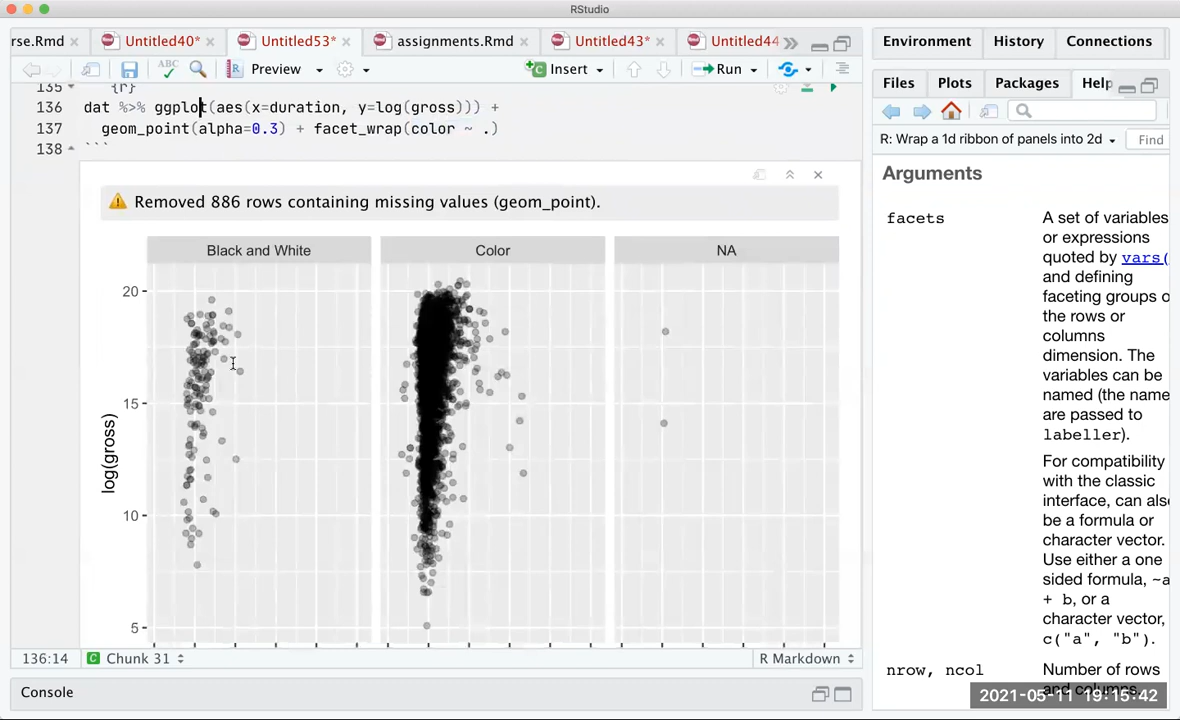 RStudio
rse.Rmd × Untitled40* × Untitled53* × assignments.Rmd × Untitled43* × Untitled44
ABC Preview Insert Run
135 {r}
136 dat %>% ggplot(aes(x=duration, y=log(gross))) +
137 geom_point(alpha=0.3) + facet_wrap(color ~ .)
138 ```
Removed 886 rows containing missing values (geom_point).
Black and White Color NA
20
15
log(gross)
10
5
136:14 C Chunk 31 R Markdown
Console
Environment History Connections
Files Plots Packages Help
R: Wrap a 1d ribbon of panels into 2d Find
Arguments
facets A set of variables
or expressions
quoted by vars(
and defining
faceting groups o
the rows or
columns
dimension. The
variables can be
named (the name
are passed to
labeller).
For compatibility
with the classic
interface, can als
be a formula or
character vector.
Use either a one
sided formula, ~a
+ b, or a
character vector,
c("a", "b").
nrow, ncol Number of rows
and columns
2021-05-11 19:15:42